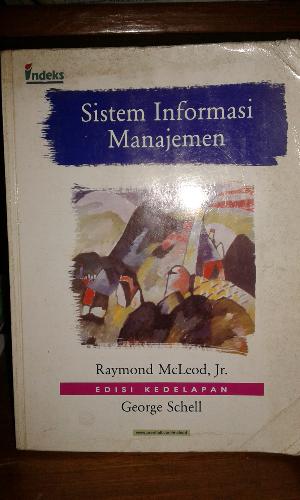 indeks
Sistem Informasi
Manajemen
Raymond McLeod, Jr.
EDISI KEDELAPAN
George Schell